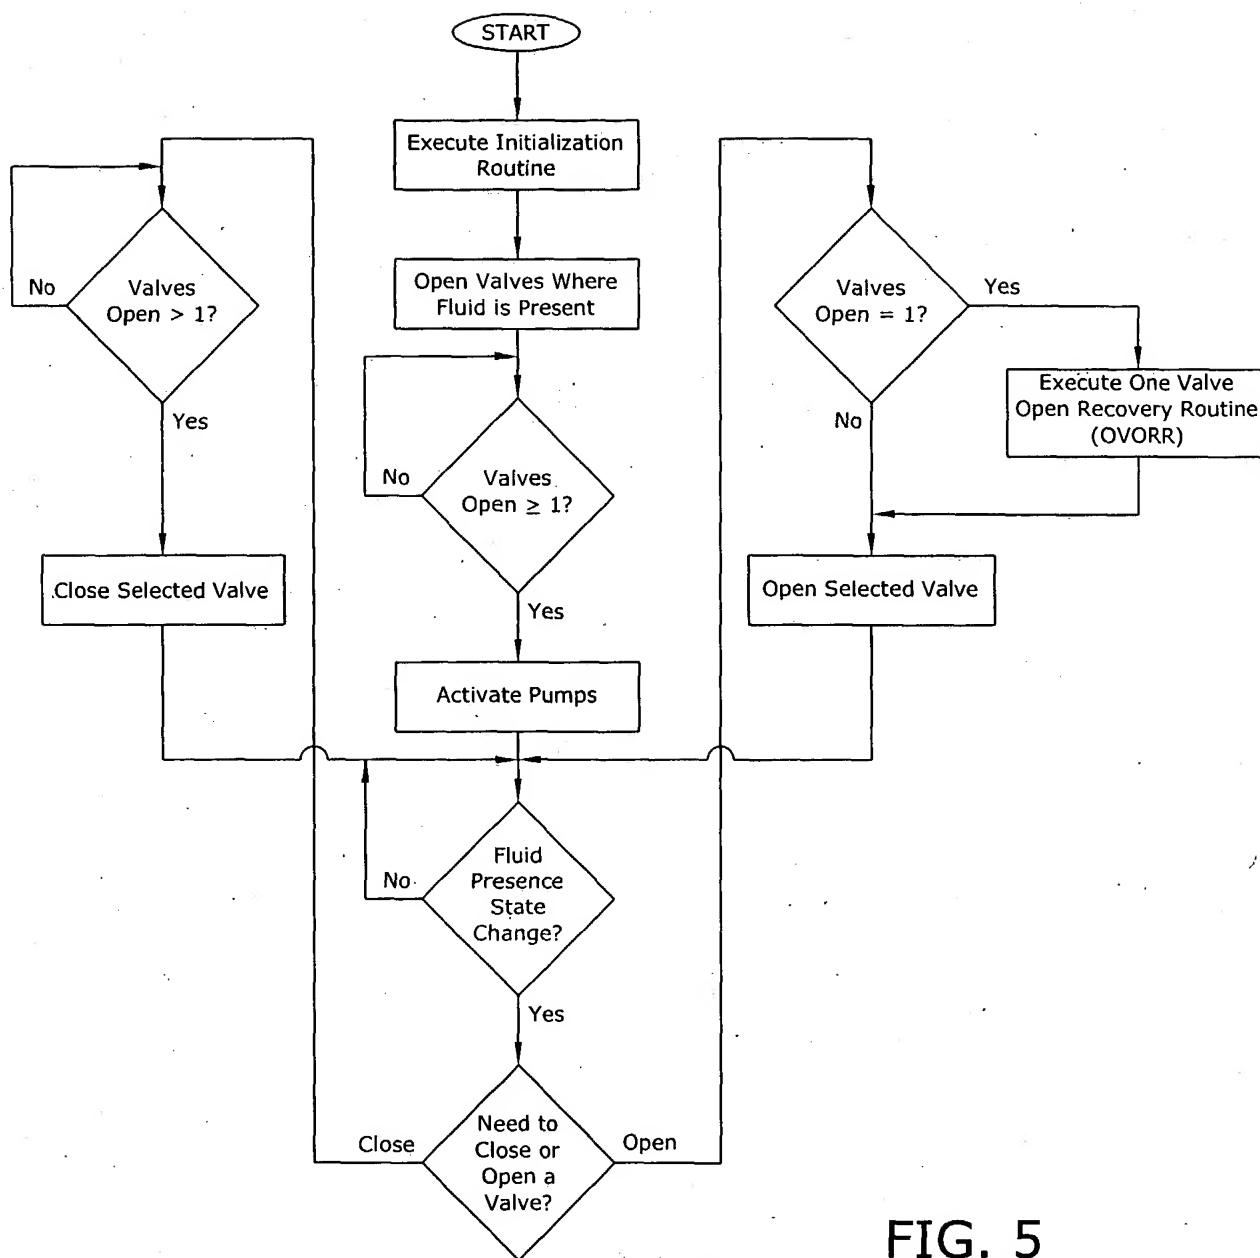 START
Execute Initialization
Routine
Open Valves Where
Fluid is Present
No
Valves
Open > 1?
Yes
Close Selected Valve
No
Valves
Open ≥ 1?
Yes
Activate Pumps
Valves
Open = 1?
Yes
No
Execute One Valve
Open Recovery Routine
(OVORR)
Open Selected Valve
No
Fluid
Presence
State
Change?
Yes
Close
Need to
Close or
Open a
Valve?
Open
FIG. 5